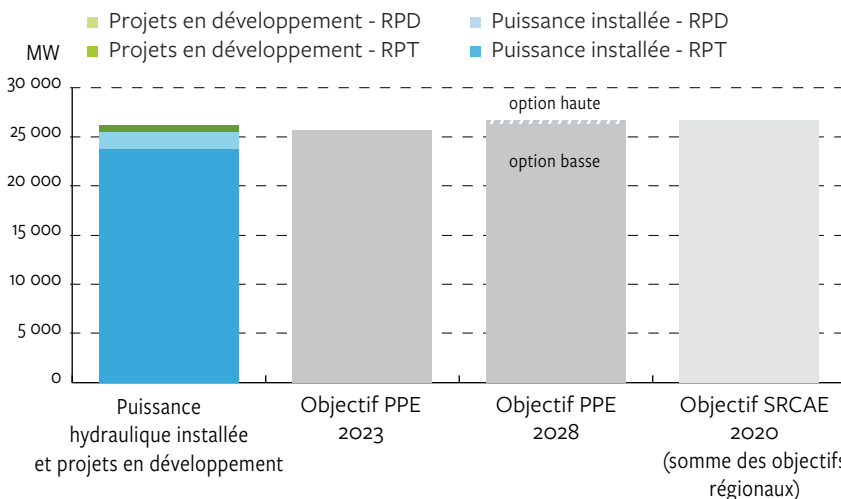 Projets en développement - RPD
Puissance installée - RPD
Projets en développement - RPT
Puissance installée - RPT
MW
30 000
25 000
20 000
15 000
10 000
5 000
0
option haute
option basse
Puissance
hydraulique installée
et projets en développement
Objectif PPE
2023
Objectif PPE
2028
Objectif SRCAE
2020
(somme des objectifs
régionaux)